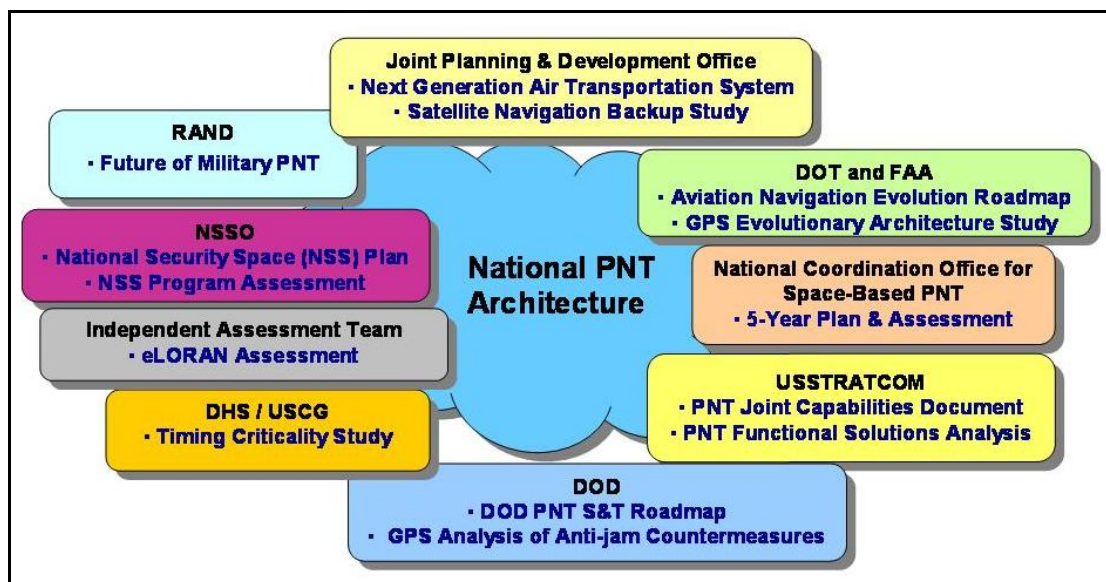 Joint Planning & Development Office
▪ Next Generation Air Transportation System
▪ Satellite Navigation Backup Study
RAND
▪ Future of Military PNT
DOT and FAA
▪ Aviation Navigation Evolution Roadmap
▪ GPS Evolutionary Architecture Study
NSSO
▪ National Security Space (NSS) Plan
▪ NSS Program Assessment
National PNT
Architecture
National Coordination Office for
Space-Based PNT
▪ 5-Year Plan & Assessment
Independent Assessment Team
▪ eLORAN Assessment
USSTRATCOM
▪ PNT Joint Capabilities Document
▪ PNT Functional Solutions Analysis
DHS / USCG
▪ Timing Criticality Study
DOD
▪ DOD PNT S&T Roadmap
▪ GPS Analysis of Anti-jam Countermeasures